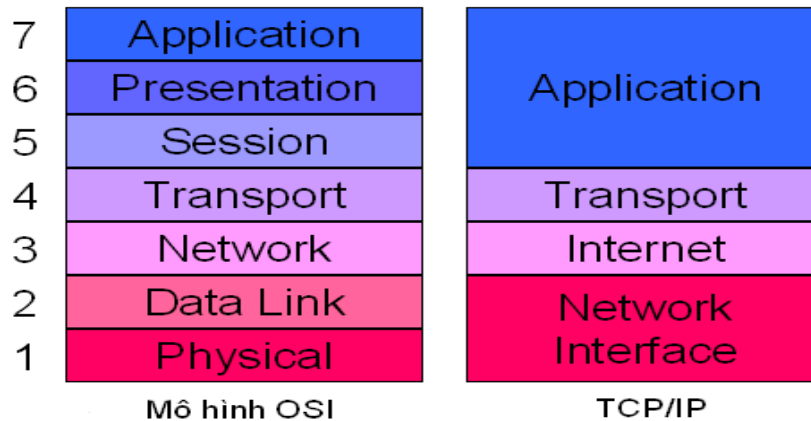 7 Application
6 Presentation
5 Session
4 Transport
3 Network
2 Data Link
1 Physical
Mô hình OSI
Application
Transport
Internet
Network
Interface
TCP/IP